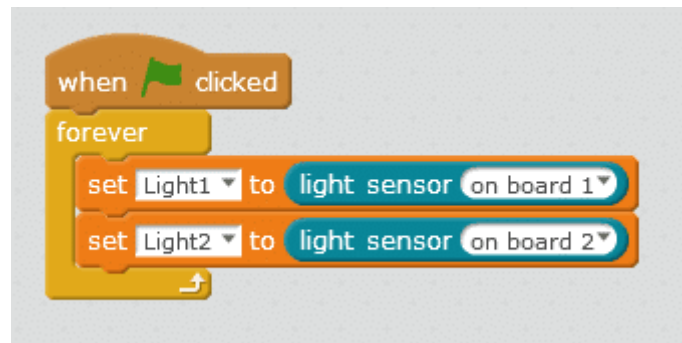 when clicked
forever
set Light1 to light sensor on board 1
set Light2 to light sensor on board 2